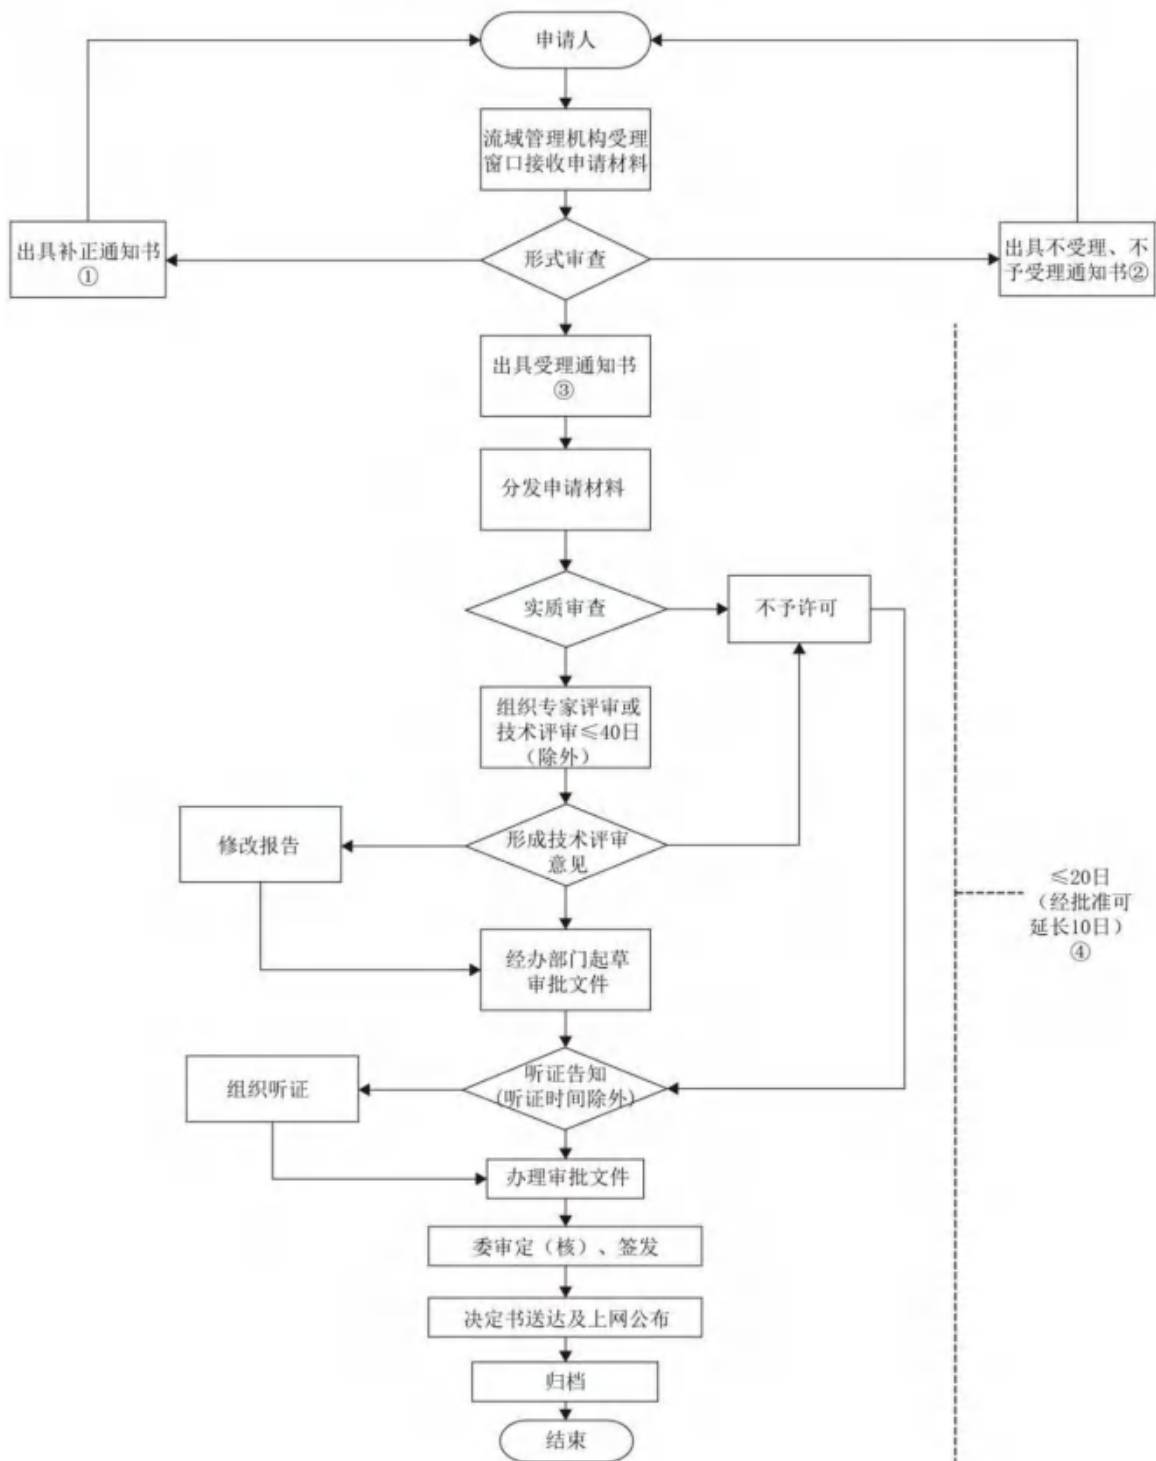 申请人
流域管理机构受理
窗口接收申请材料
出具补正通知书
①
形式审查
出具不受理、不
予受理通知书②
出具受理通知书
③
分发申请材料
实质审查
不予许可
组织专家评审或
技术评审≤40日
（除外）
修改报告
形成技术评审
意见
≤20日
（经批准可
延长10日）
④
经办部门起草
审批文件
组织听证
听证告知
(听证时间除外)
办理审批文件
委审定（核）、签发
决定书送达及上网公布
归档
结束